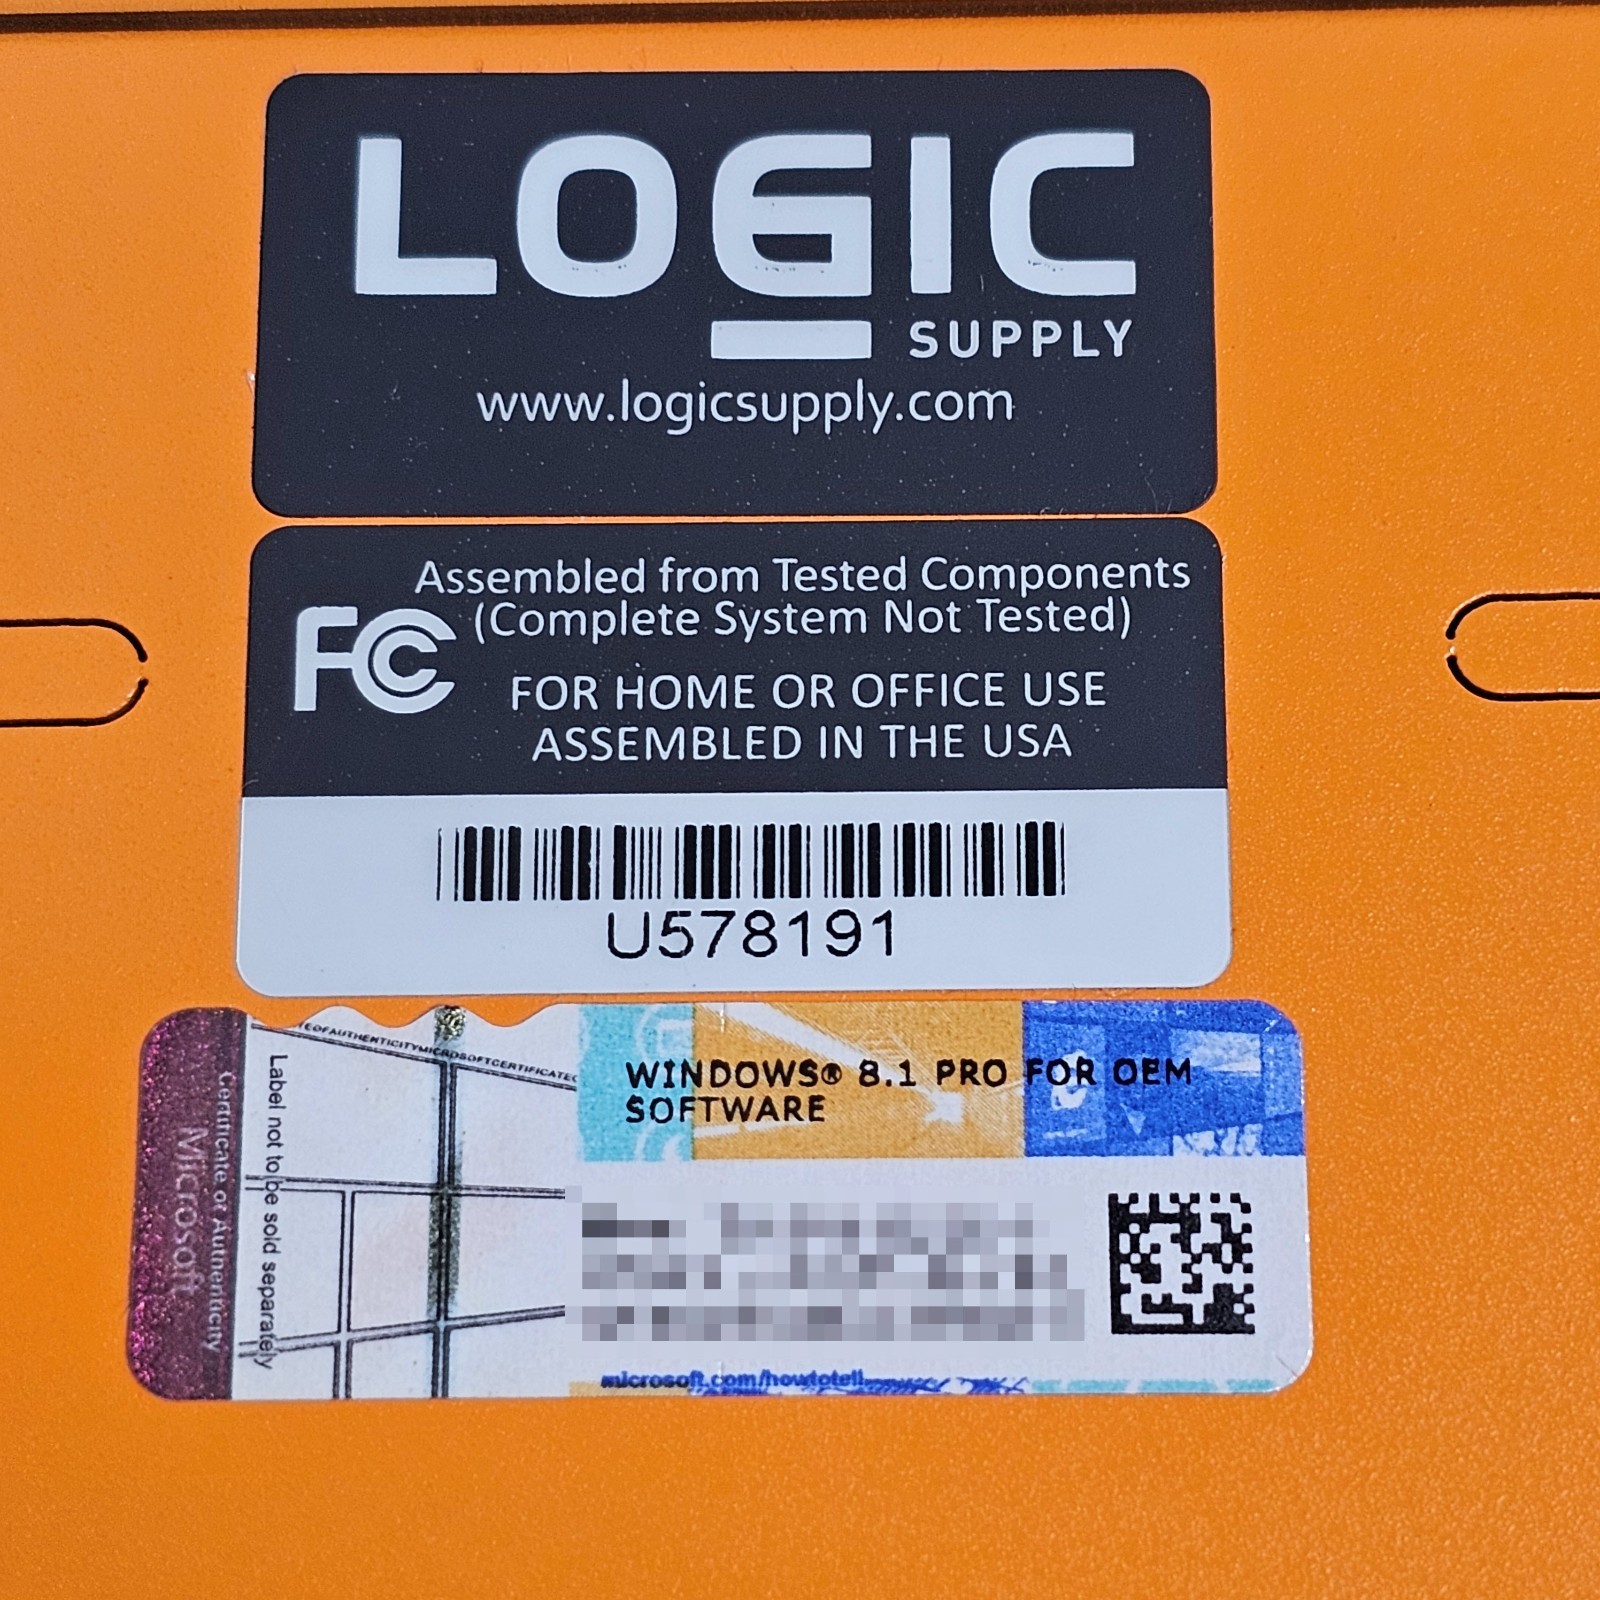 LOGIC
SUPPLY
www.logicsupply.com
Assembled from Tested Components
(Complete System Not Tested)
FC
FOR HOME OR OFFICE USE
ASSEMBLED IN THE USA
U578191
WINDOWS® 8.1 PRO FOR OEM
SOFTWARE
microsoft.com/howtotell
Label not to be sold separately
Certificate of Authenticity
Microsoft
OFAUTHENTICITYMICROSOFTCERTIFICATEO